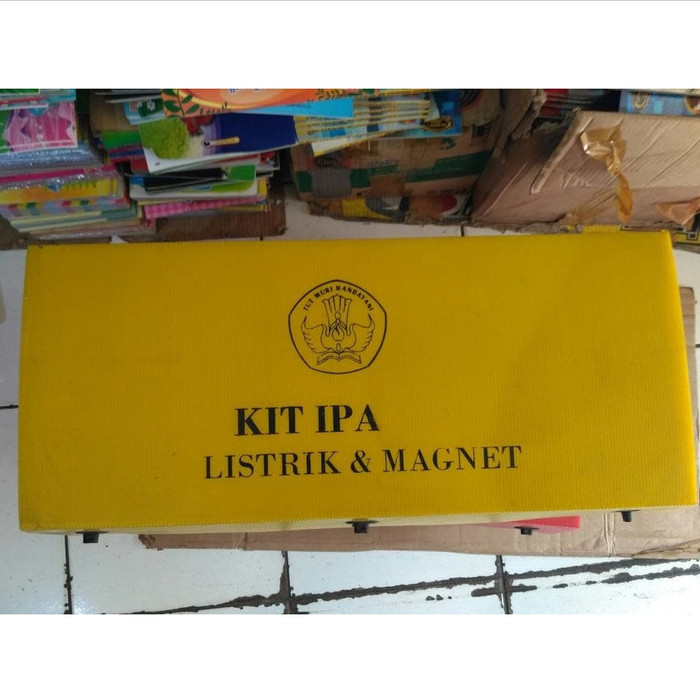 TUT WURI HANDAYANI
KIT IPA
LISTRIK & MAGNET